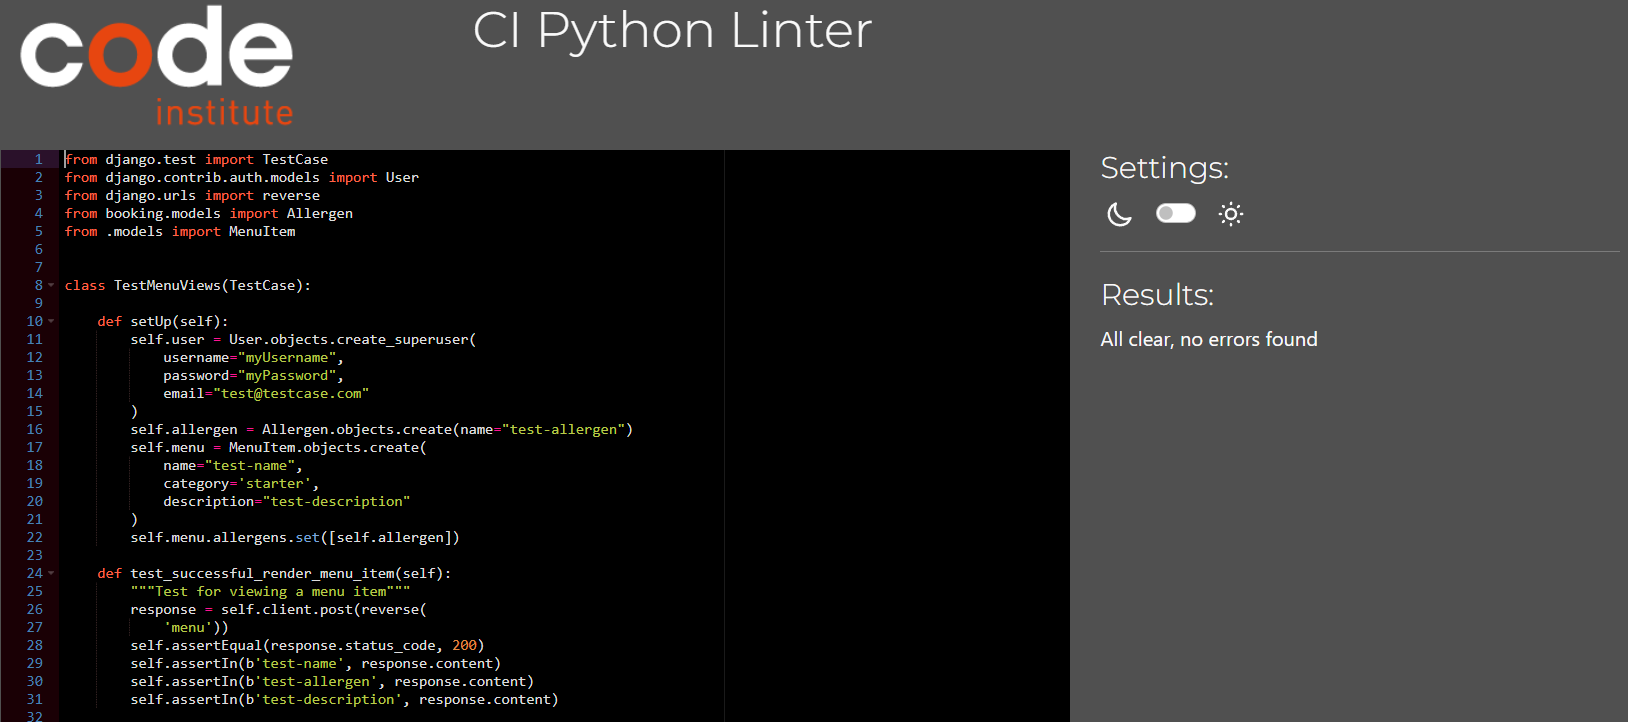 code
institute
CI Python Linter
1 from django.test import TestCase
2 from django.contrib.auth.models import User
3 from django.urls import reverse
4 from booking.models import Allergen
5 from .models import MenuItem
6
7
8 class TestMenuViews(TestCase):
9
10 def setUp(self):
11 self.user = User.objects.create_superuser(
12 username="myUsername",
13 password="myPassword",
14 email="test@testcase.com"
15 )
16 self.allergen = Allergen.objects.create(name="test-allergen")
17 self.menu = MenuItem.objects.create(
18 name="test-name",
19 category='starter',
20 description="test-description"
21 )
22 self.menu.allergens.set([self.allergen])
23
24 def test_successful_render_menu_item(self):
25 """Test for viewing a menu item"""
26 response = self.client.post(reverse(
27 'menu'))
28 self.assertEqual(response.status_code, 200)
29 self.assertIn(b'test-name', response.content)
30 self.assertIn(b'test-allergen', response.content)
31 self.assertIn(b'test-description', response.content)
32
Settings:
Results:
All clear, no errors found